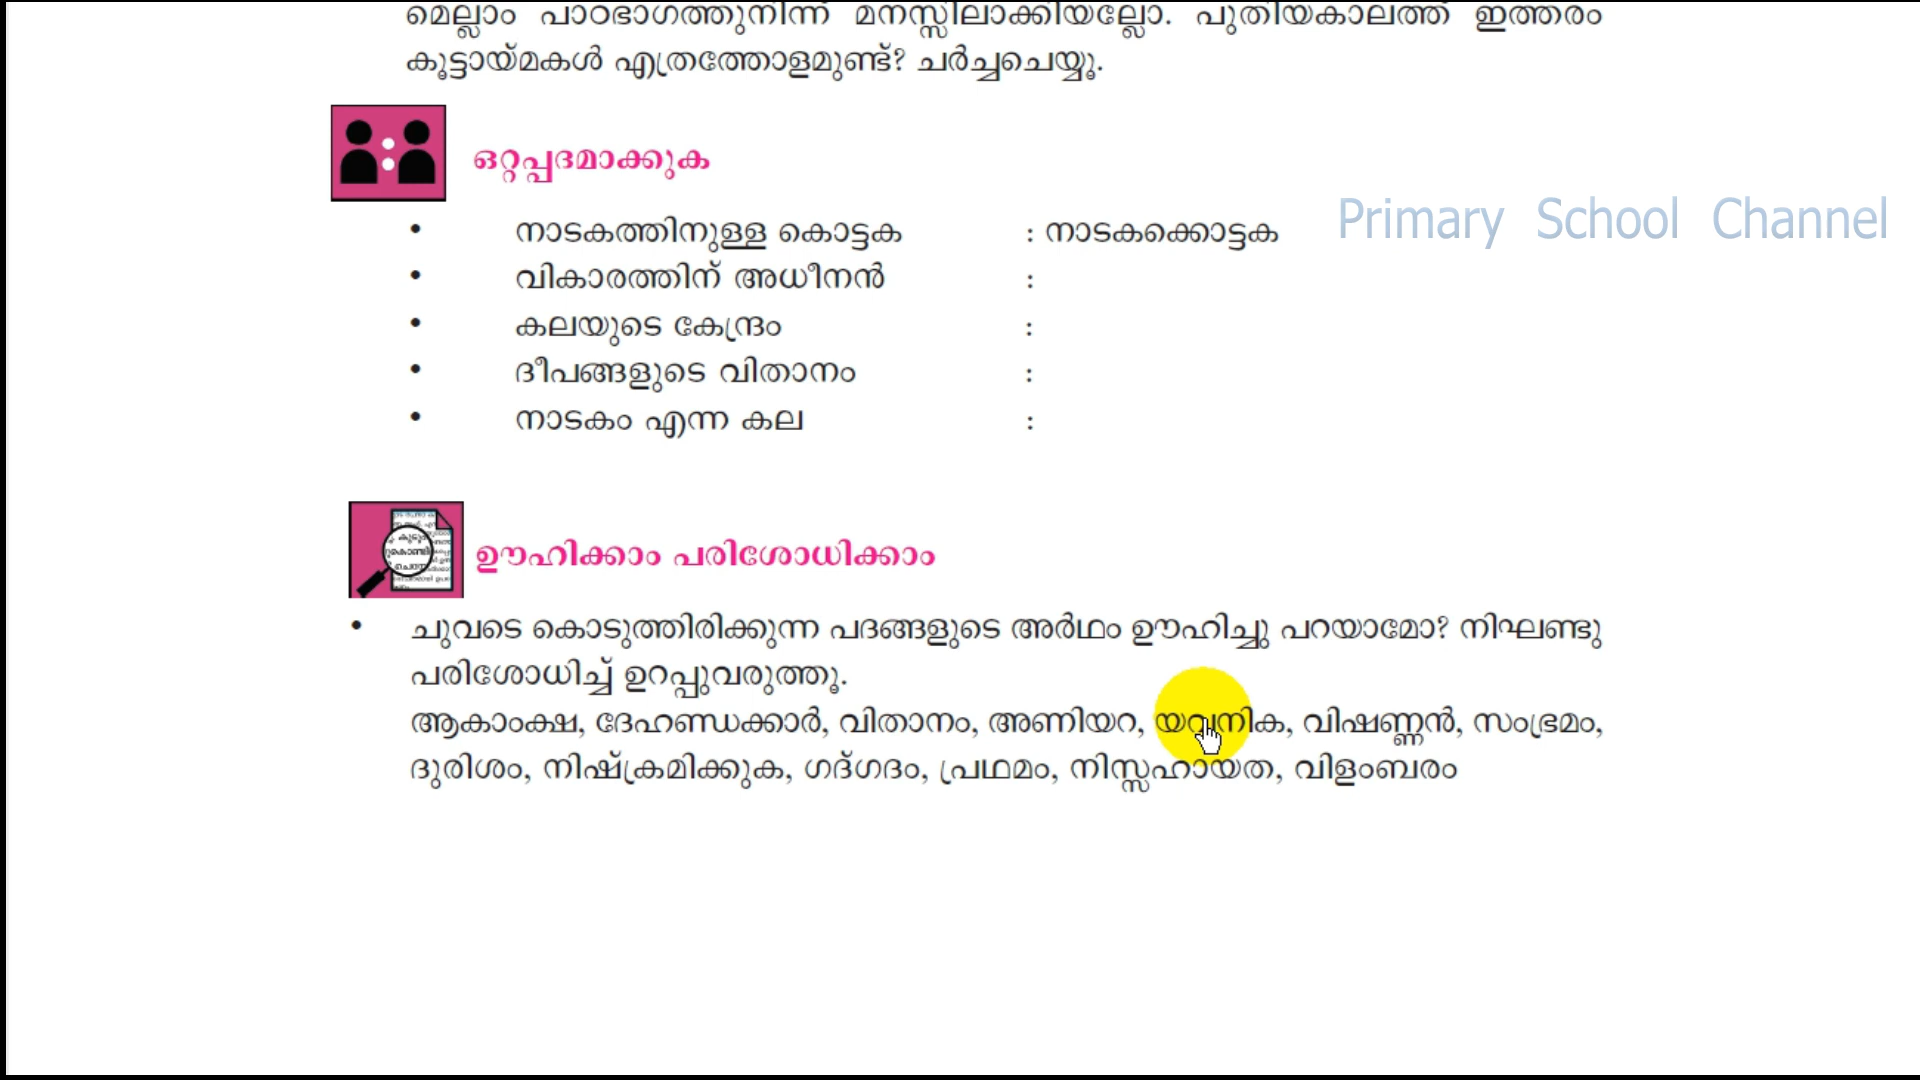 മെല്ലാം പാഠഭാഗത്തുനിന്ന് മനസ്സിലാക്കിയല്ലോ. പുതിയകാലത്ത് ഇത്തരം
കൂട്ടായ്മകൾ എത്രത്തോളമുണ്ട്? ചർച്ചചെയ്യൂ.
ഒറ്റപ്പദമാക്കുക
Primary School Channel
• നാടകത്തിനുള്ള കൊട്ടക : നാടകക്കൊട്ടക
• വികാരത്തിന് അധീനൻ :
• കലയുടെ കേന്ദ്രം :
• ദീപങ്ങളുടെ വിതാനം :
• നാടകം എന്ന കല :
ഊഹിക്കാം പരിശോധിക്കാം
• ചുവടെ കൊടുത്തിരിക്കുന്ന പദങ്ങളുടെ അർഥം ഊഹിച്ചു പറയാമോ? നിഘണ്ടു
പരിശോധിച്ച് ഉറപ്പുവരുത്തൂ.
ആകാംക്ഷ, ദേഹണ്ഡക്കാർ, വിതാനം, അണിയറ, യവനിക, വിഷണ്ണൻ, സംഭ്രമം,
ദുരിശം, നിഷ്ക്രമിക്കുക, ഗദ്ഗദം, പ്രഥമം, നിസ്സഹായത, വിളംബരം